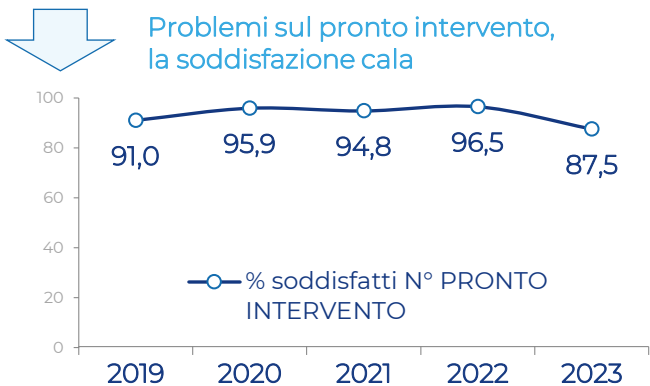 Problemi sul pronto intervento,
la soddisfazione cala
100
80
60
40
20
0
91,0
95,9
94,8
96,5
87,5
% soddisfatti N° PRONTO
INTERVENTO
2019 2020 2021 2022 2023